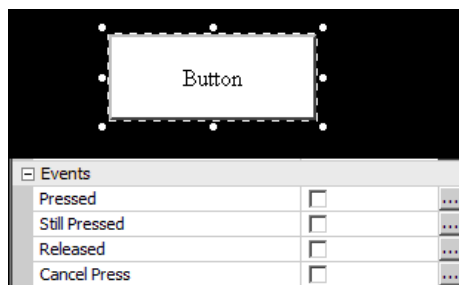 Button
Events
Pressed
Still Pressed
Released
Cancel Press